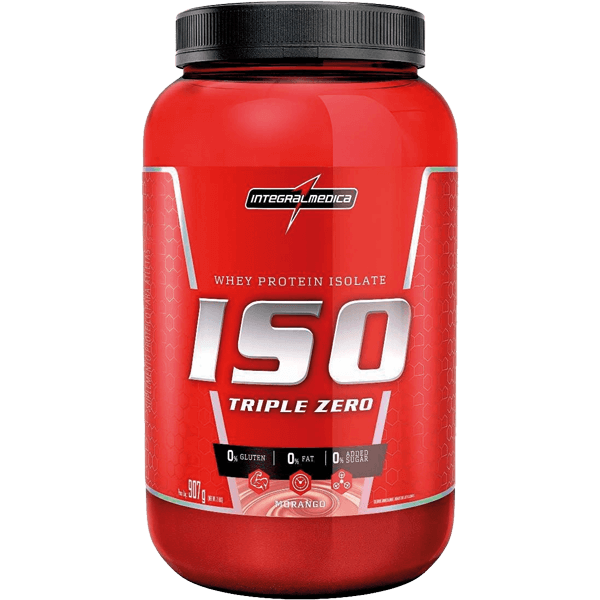 INTEGRALMEDICA
WHEY PROTEIN ISOLATE
ISO
TRIPLE ZERO
0% GLUTEN
0% FAT
0% ADDED SUGAR
907g
MORANGO